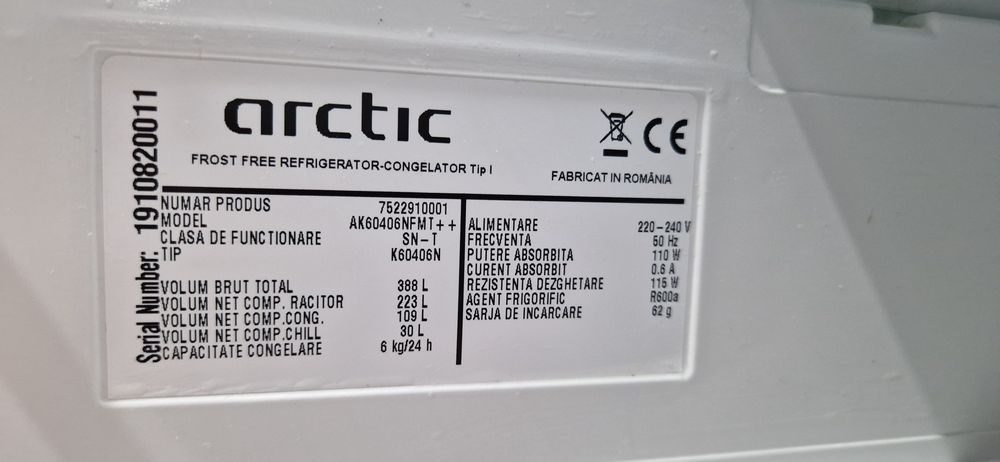 arctic
CE
FROST FREE REFRIGERATOR-CONGELATOR Tip I
FABRICAT IN ROMÂNIA
Serial Number: 1910820011
NUMAR PRODUS 7522910001
MODEL AK60406NFMT++
CLASA DE FUNCTIONARE SN-T
TIP K60406N
VOLUM BRUT TOTAL 388 L
VOLUM NET COMP. RACITOR 223 L
VOLUM NET COMP.CONG. 109 L
VOLUM NET COMP.CHILL 30 L
CAPACITATE CONGELARE 6 kg/24 h
ALIMENTARE 220-240 V
FRECVENTA 50 Hz
PUTERE ABSORBITA 110 W
CURENT ABSORBIT 0.6 A
REZISTENTA DEZGHETARE 115 W
AGENT FRIGORIFIC R600a
SARJA DE INCARCARE 62 g